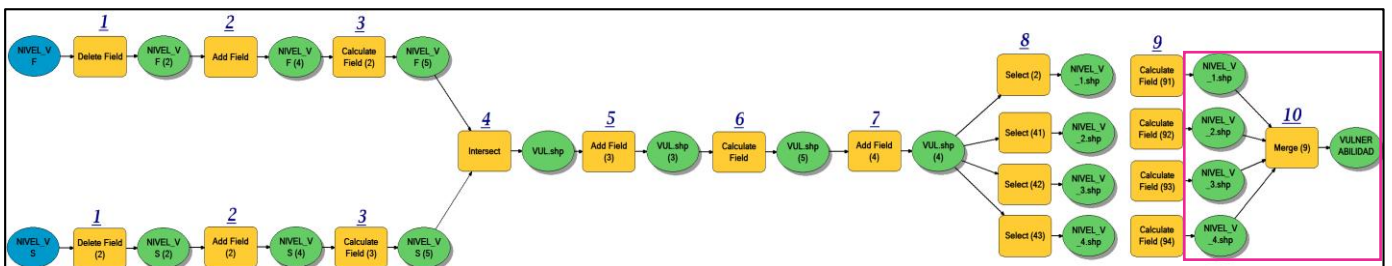 1
2
3
NIVEL_V
F
Delete Field
NIVEL_V
F (2)
Add Field
NIVEL_V
F (4)
Calculate
Field (2)
NIVEL_V
F (5)
4
Intersect
VUL.shp
5
Add Field
(3)
VUL.shp
(3)
6
Calculate
Field
VUL.shp
(5)
7
Add Field
(4)
VUL.shp
(4)
8
Select (2)
NIVEL_V
_1.shp
Select (41)
NIVEL_V
_2.shp
Select (42)
NIVEL_V
_3.shp
Select (43)
NIVEL_V
_4.shp
9
Calculate
Field (91)
NIVEL_V
_1.shp
Calculate
Field (92)
NIVEL_V
_2.shp
Calculate
Field (93)
NIVEL_V
_3.shp
Calculate
Field (94)
NIVEL_V
_4.shp
10
Merge (9)
VULNER
ABILIDAD
1
2
3
NIVEL_V
S
Delete Field
(2)
NIVEL_V
S (2)
Add Field
(2)
NIVEL_V
S (4)
Calculate
Field (3)
NIVEL_V
S (5)